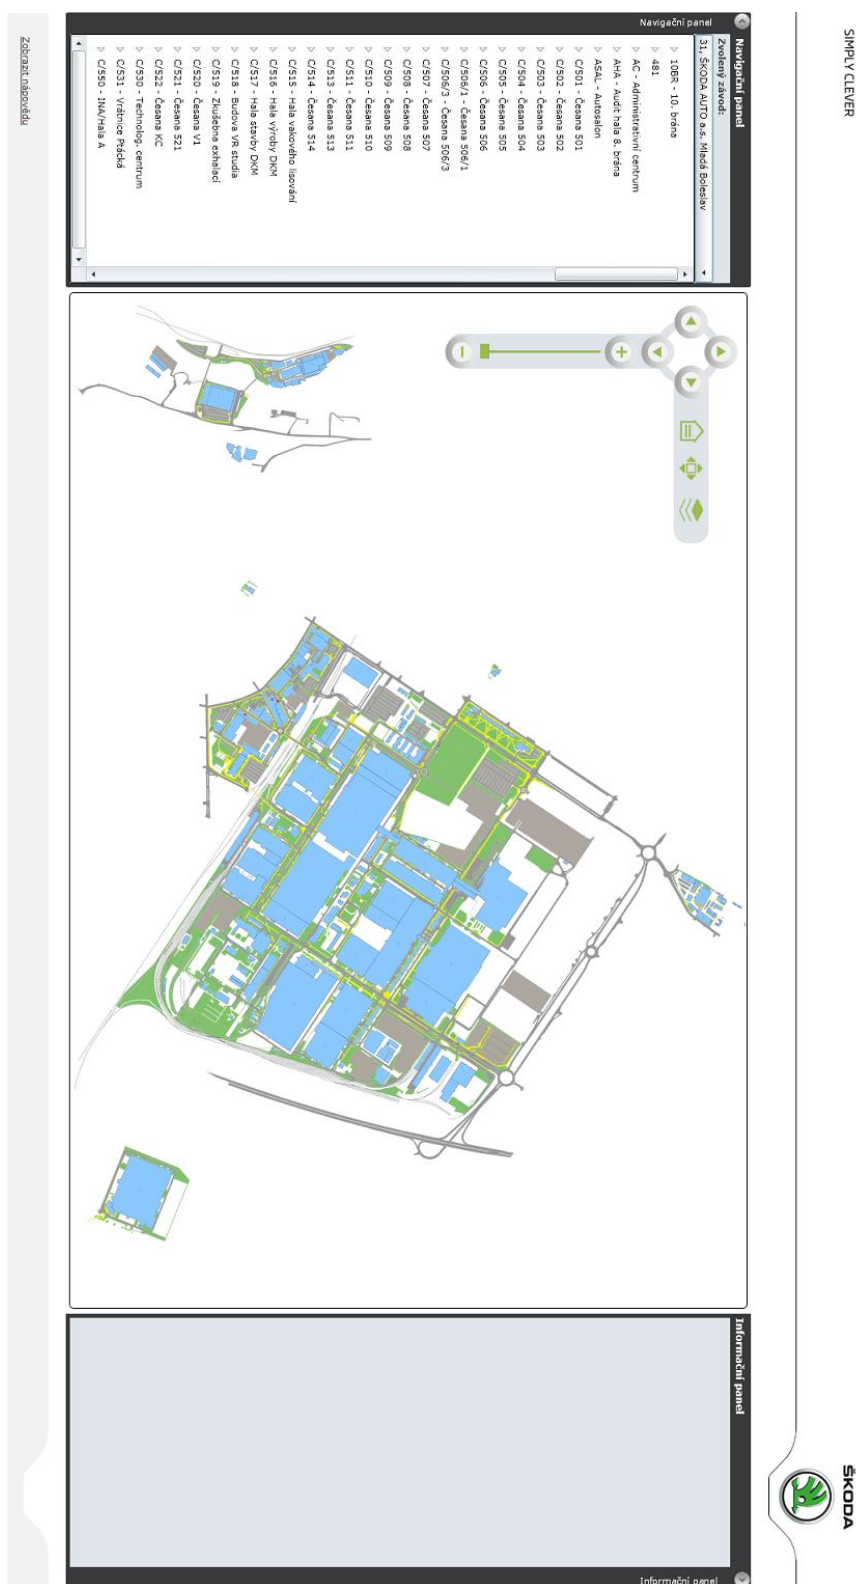 SIMPLY CLEVER
ŠKODA
Navigační panel
Navigační panel
Zvolený závod:
31, ŠKODA AUTO a.s. Mladá Boleslav
10BR - 10. brána
481
AC - Administrativní centrum
AHA - Audit hala 8. brána
ASAL - Autosalon
C/501 - Česana 501
C/502 - Česana 502
C/503 - Česana 503
C/504 - Česana 504
C/505 - Česana 505
C/506 - Česana 506
C/506/1 - Česana 506/1
C/506/3 - Česana 506/3
C/507 - Česana 507
C/508 - Česana 508
C/509 - Česana 509
C/510 - Česana 510
C/511 - Česana 511
C/513 - Česana 513
C/514 - Česana 514
C/515 - Hala vakového lisování
C/516 - Hala výroby DKM
C/517 - Hala stavby DKM
C/518 - Budova VR studia
C/519 - Zkušebna exhalací
C/520 - Česana V1
C/521 - Česana 521
C/522 - Česana KC
C/530 - Technolog. centrum
C/531 - Vrátnice Ptácká
C/550 - INA/Hala A
Informační panel
Informační panel
Zobrazit nápovědu